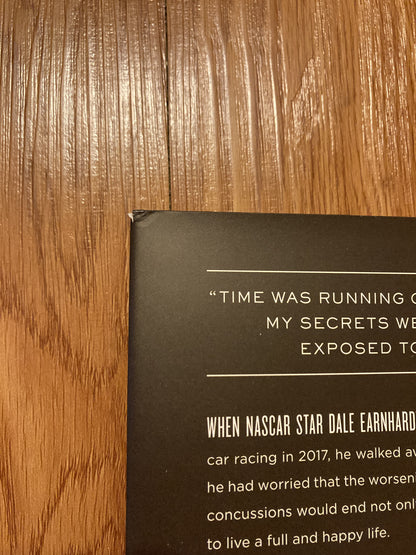 "TIME WAS RUNNING
MY SECRETS WE
EXPOSED TO
WHEN NASCAR STAR DALE EARNHARD
car racing in 2017, he walked av
he had worried that the worsen
concussions would end not onl
to live a full and happy life.